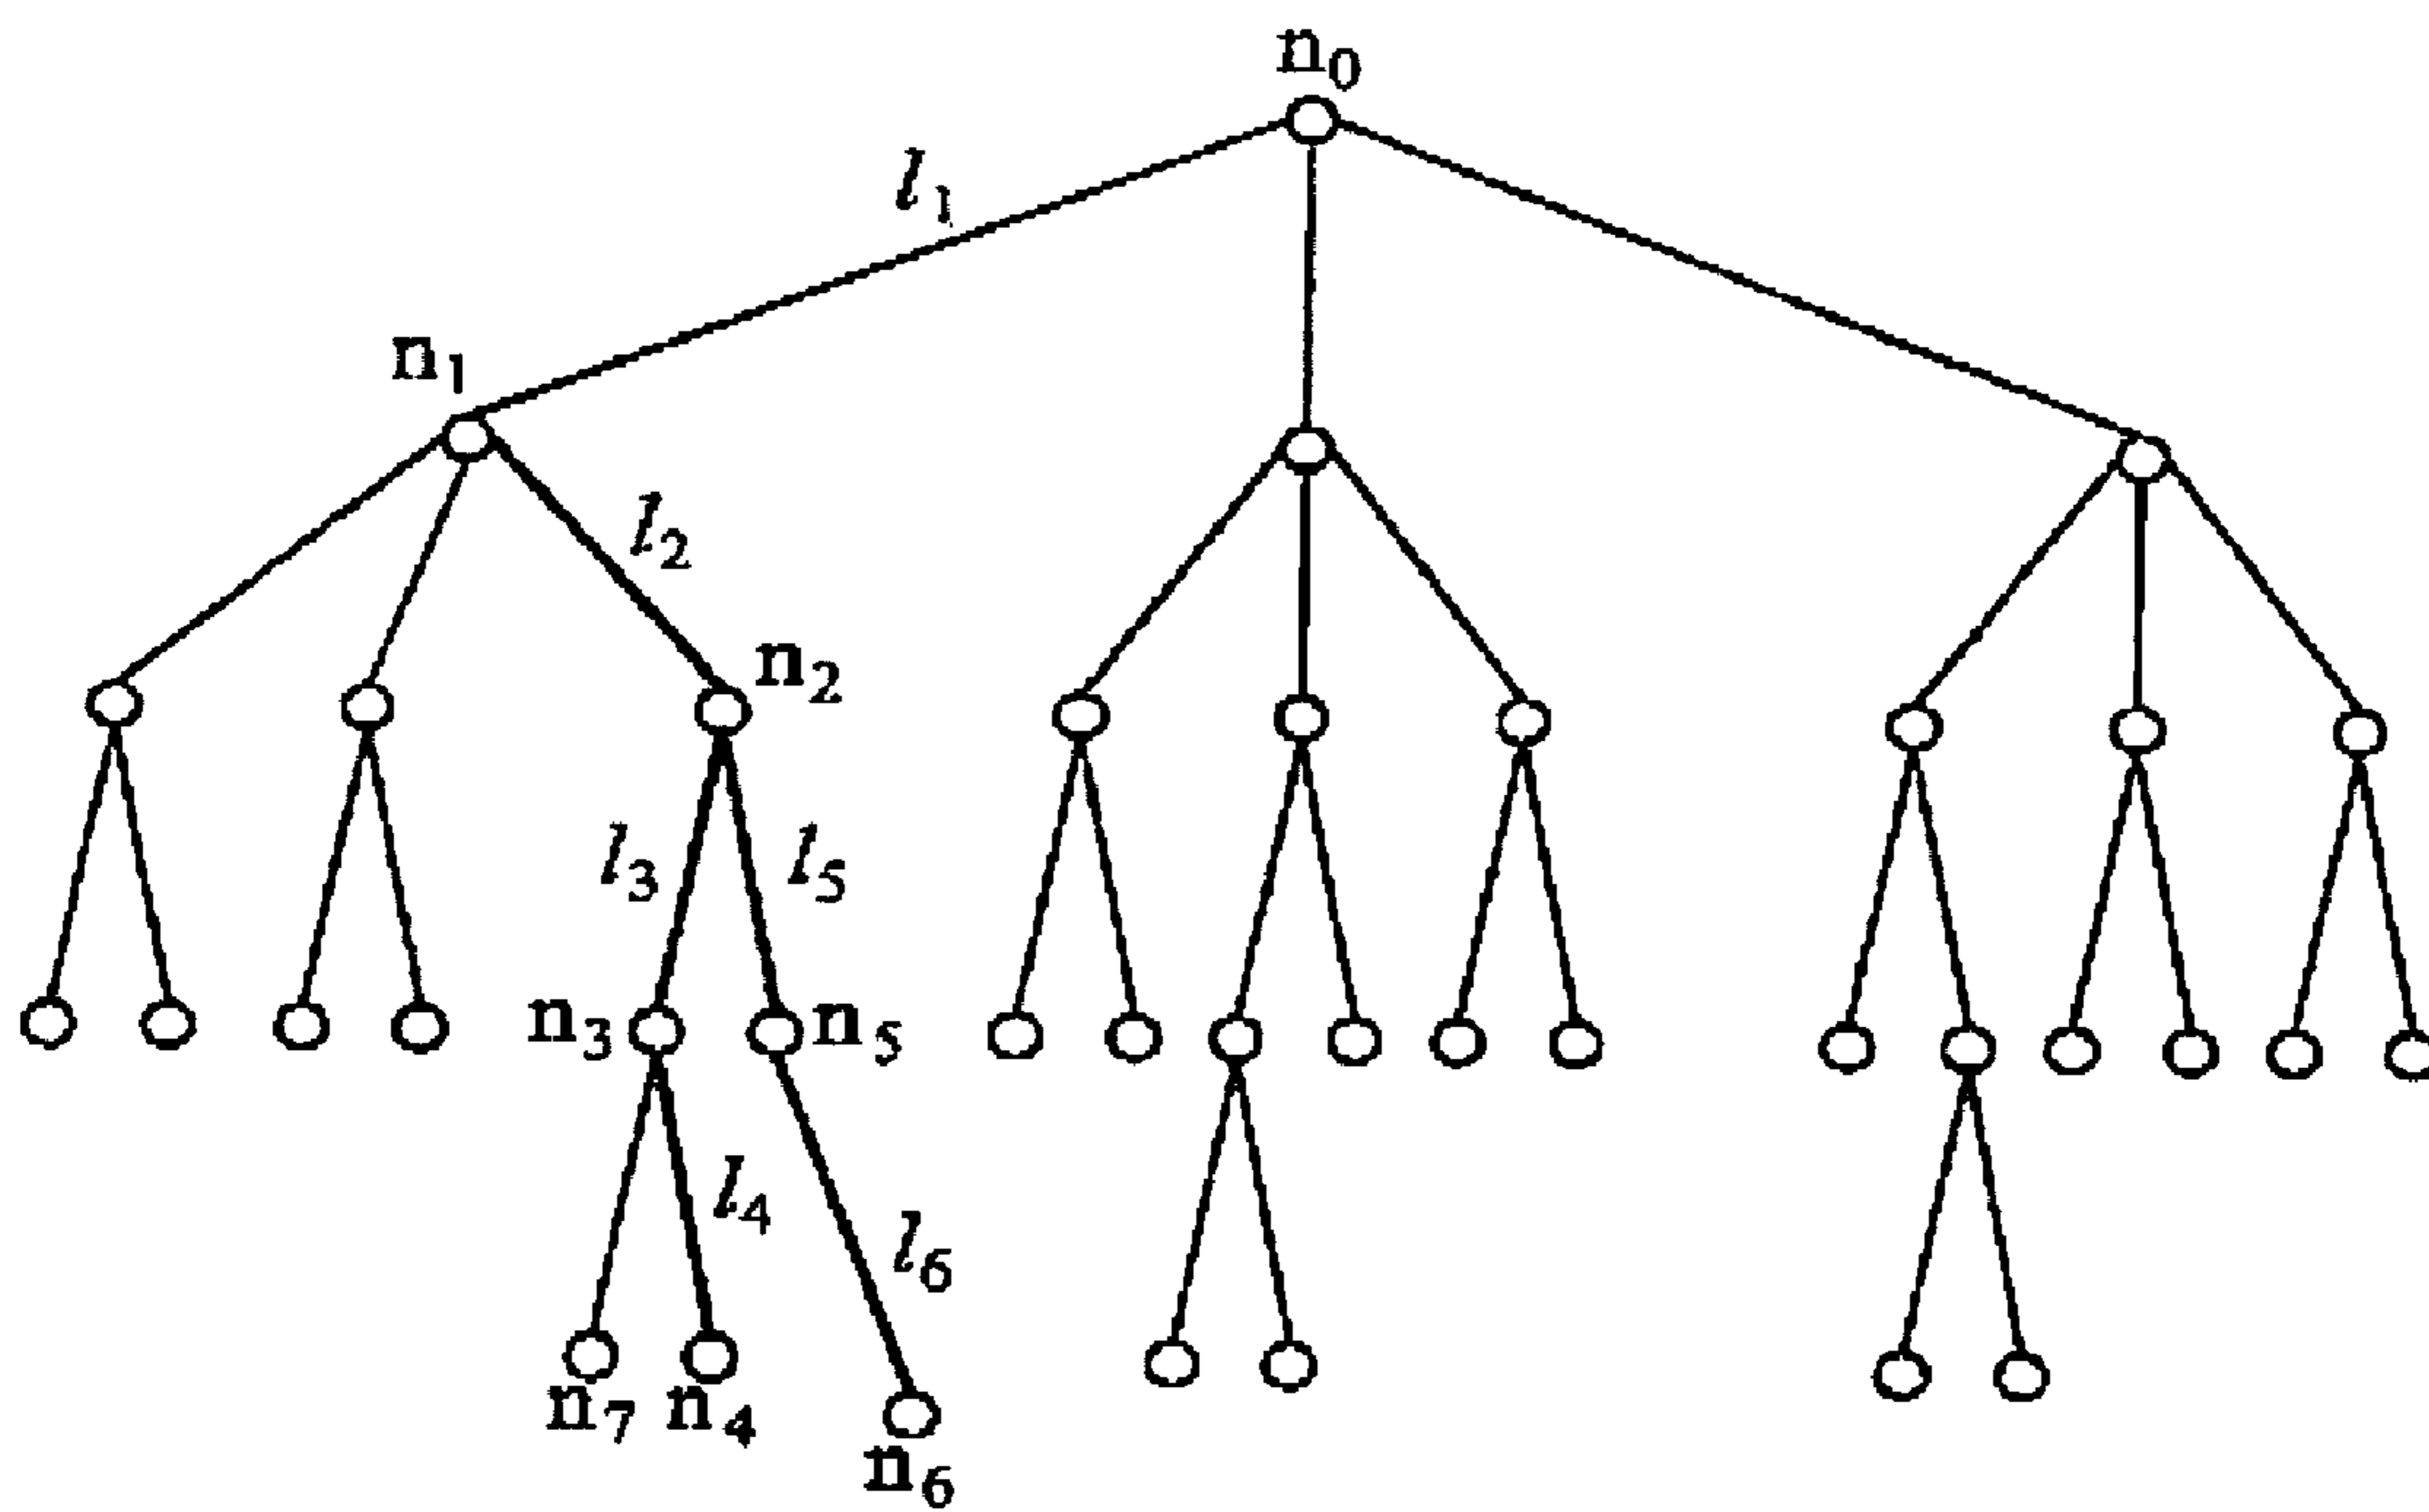 n₀
l₁
n₁
l₂
n₂
l₃ l₅
n₃ n₅
l₄
l₆
n₇ n₄
n₆